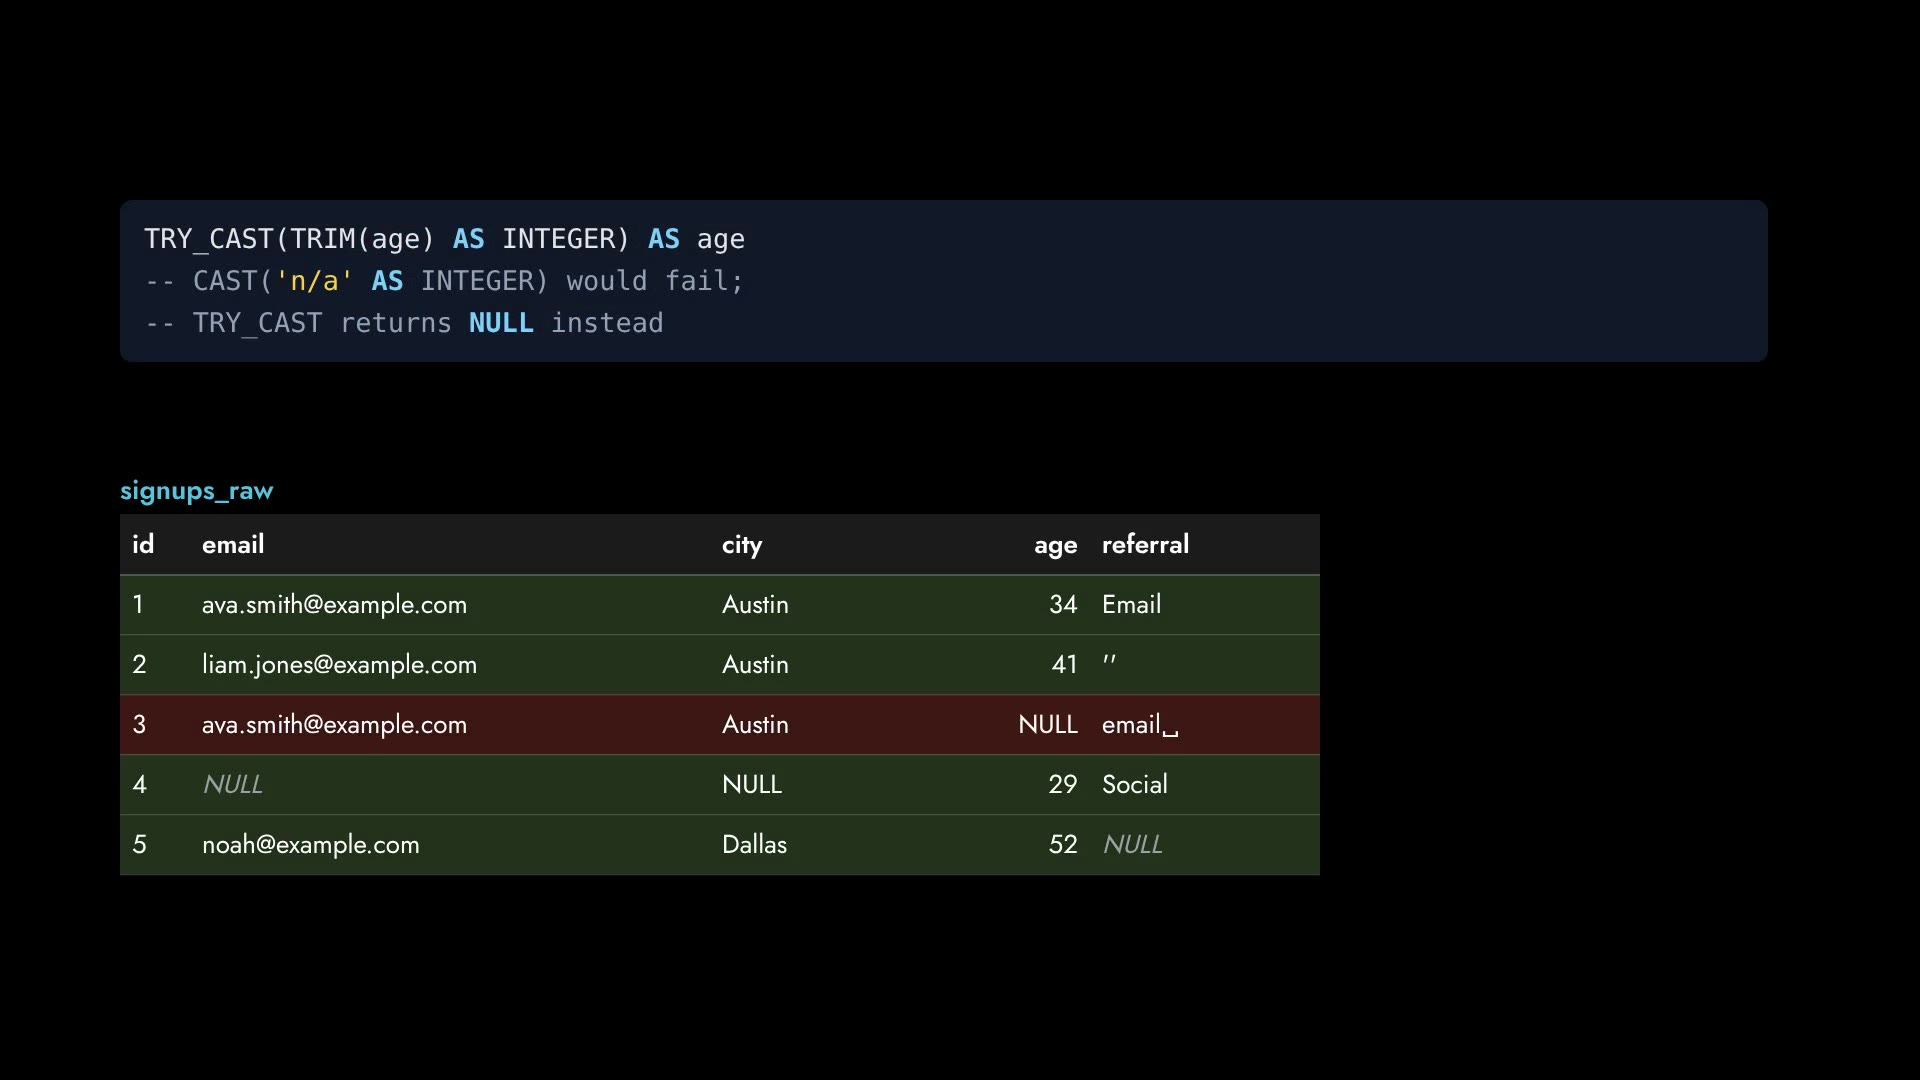 TRY_CAST(TRIM(age) AS INTEGER) AS age
-- CAST('n/a' AS INTEGER) would fail;
-- TRY_CAST returns NULL instead
signups_raw
id email city age referral
1 ava.smith@example.com Austin 34 Email
2 liam.jones@example.com Austin 41 ''
3 ava.smith@example.com Austin NULL email␣
4 NULL NULL 29 Social
5 noah@example.com Dallas 52 NULL